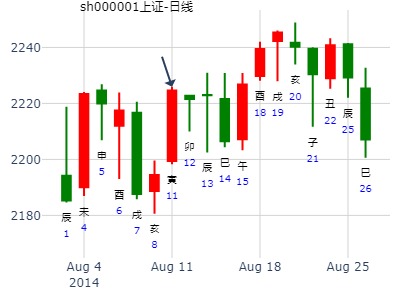 sh000001上证-日线
2240
2220
2200
2180
辰
1
未
4
申
5
酉
6
戌
7
亥
8
寅
11
卯
12
辰
13
巳
14
午
15
酉
18
戌
19
亥
20
子
21
丑
22
辰
25
巳
26
Aug 4
2014
Aug 11
Aug 18
Aug 25